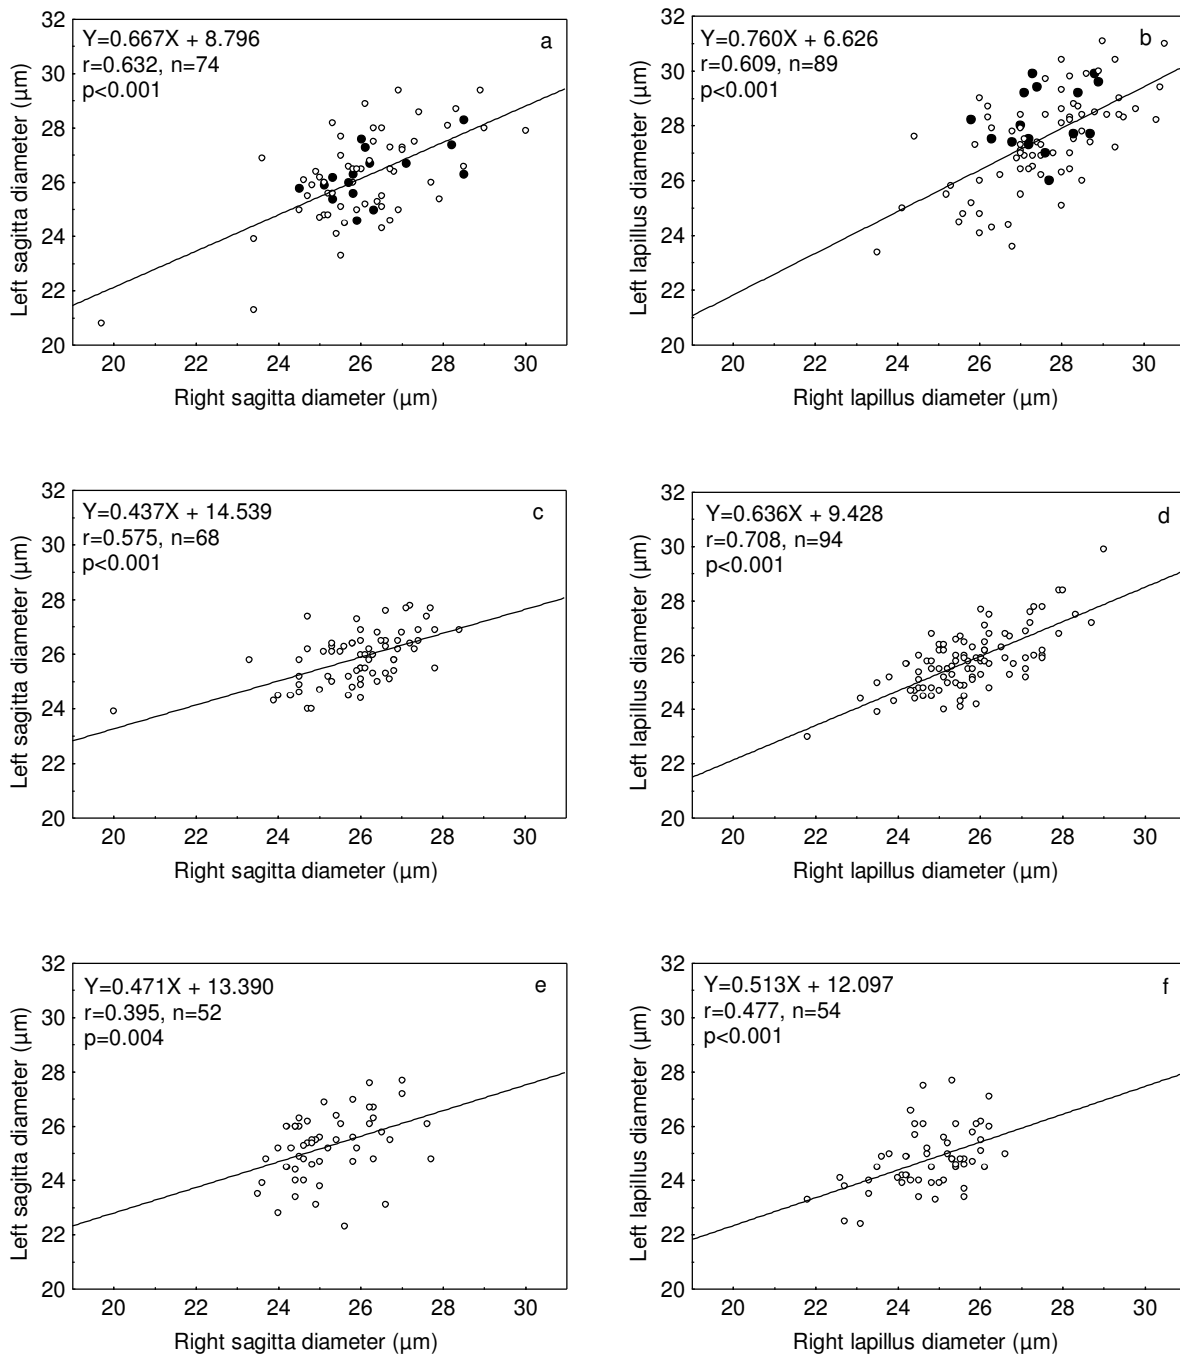 Y=0.667X + 8.796
r=0.632, n=74
p<0.001
a
32
30
28
26
24
22
20
Left sagitta diameter (µm)
20 22 24 26 28 30
Right sagitta diameter (µm)
Y=0.760X + 6.626
r=0.609, n=89
p<0.001
b
32
30
28
26
24
22
20
Left lapillus diameter (µm)
20 22 24 26 28 30
Right lapillus diameter (µm)
Y=0.437X + 14.539
r=0.575, n=68
p<0.001
c
32
30
28
26
24
22
20
Left sagitta diameter (µm)
20 22 24 26 28 30
Right sagitta diameter (µm)
Y=0.636X + 9.428
r=0.708, n=94
p<0.001
d
32
30
28
26
24
22
20
Left lapillus diameter (µm)
20 22 24 26 28 30
Right lapillus diameter (µm)
Y=0.471X + 13.390
r=0.395, n=52
p=0.004
e
32
30
28
26
24
22
20
Left sagitta diameter (µm)
20 22 24 26 28 30
Right sagitta diameter (µm)
Y=0.513X + 12.097
r=0.477, n=54
p<0.001
f
32
30
28
26
24
22
20
Left lapillus diameter (µm)
20 22 24 26 28 30
Right lapillus diameter (µm)